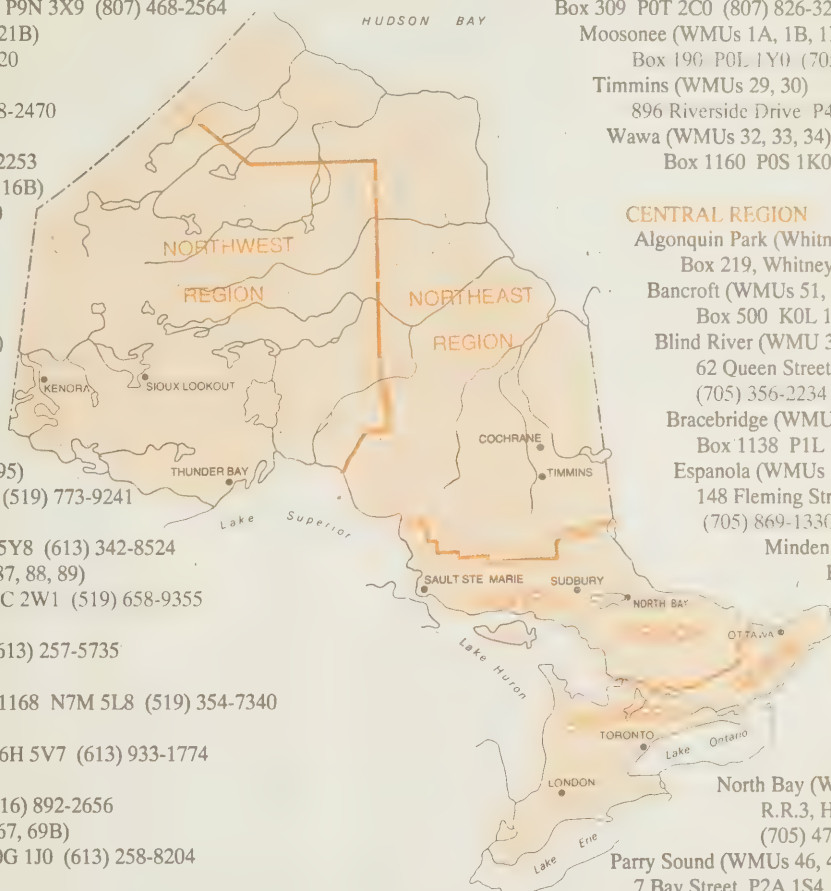 P9N 3X9 (807) 468-2564
21B)
20
8-2470
2253
16B)
)
95)
(519) 773-9241
5Y8 (613) 342-8524
87, 88, 89)
C 2W1 (519) 658-9355
613) 257-5735
1168 N7M 5L8 (519) 354-7340
6H 5V7 (613) 933-1774
16) 892-2656
67, 69B)
0G 1J0 (613) 258-8204
HUDSON BAY
NORTHWEST
REGION
NORTHEAST
REGION
KENORA
SIOUX LOOKOUT
COCHRANE
THUNDER BAY
TIMMINS
Lake Superior
SAULT STE MARIE
SUDBURY
NORTH BAY
OTTAWA
Lake Huron
TORONTO
Lake Ontario
LONDON
Lake Erie
Box 309 P0T 2C0 (807) 826-32
Moosonee (WMUs 1A, 1B, 1
Box 190 P0L 1Y0 (70
Timmins (WMUs 29, 30)
896 Riverside Drive P4
Wawa (WMUs 32, 33, 34)
Box 1160 P0S 1K0
CENTRAL REGION
Algonquin Park (Whitn
Box 219, Whitney
Bancroft (WMUs 51,
Box 500 K0L 1
Blind River (WMU 3
62 Queen Street
(705) 356-2234
Bracebridge (WMU
Box 1138 P1L
Espanola (WMUs
148 Fleming Str
(705) 869-1330
Minden
North Bay (W
R.R.3, H
(705) 47
Parry Sound (WMUs 46, 4
7 Bay Street P2A 1S4